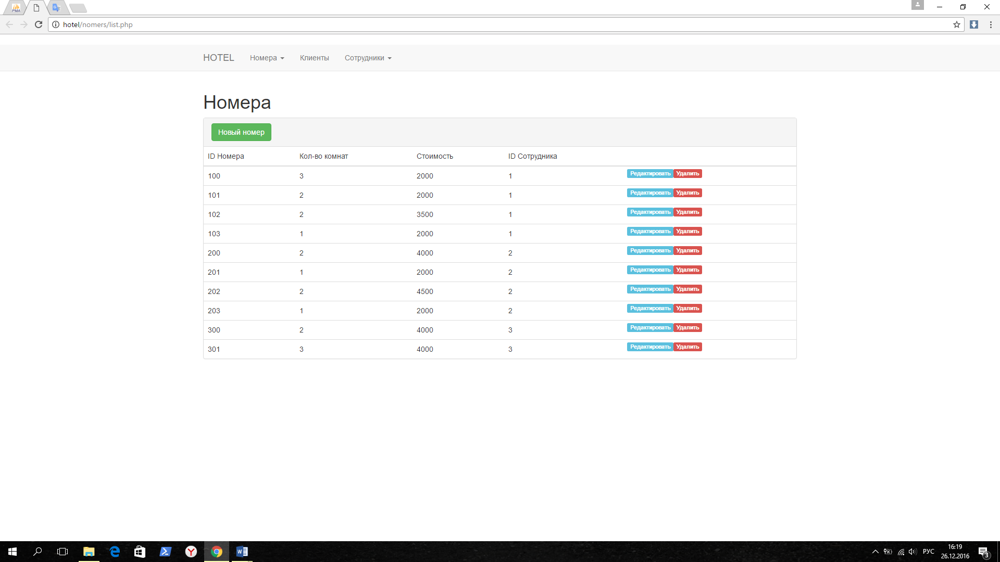 PMA
hotel/nomers/list.php
HOTEL Номера Клиенты Сотрудники
Номера
Новый номер
ID Номера Кол-во комнат Стоимость ID Сотрудника
100 3 2000 1 Редактировать Удалить
101 2 2000 1 Редактировать Удалить
102 2 3500 1 Редактировать Удалить
103 1 2000 1 Редактировать Удалить
200 2 4000 2 Редактировать Удалить
201 1 2000 2 Редактировать Удалить
202 2 4500 2 Редактировать Удалить
203 1 2000 2 Редактировать Удалить
300 2 4000 3 Редактировать Удалить
301 3 4000 3 Редактировать Удалить
РУС 16:19
26.12.2016 3